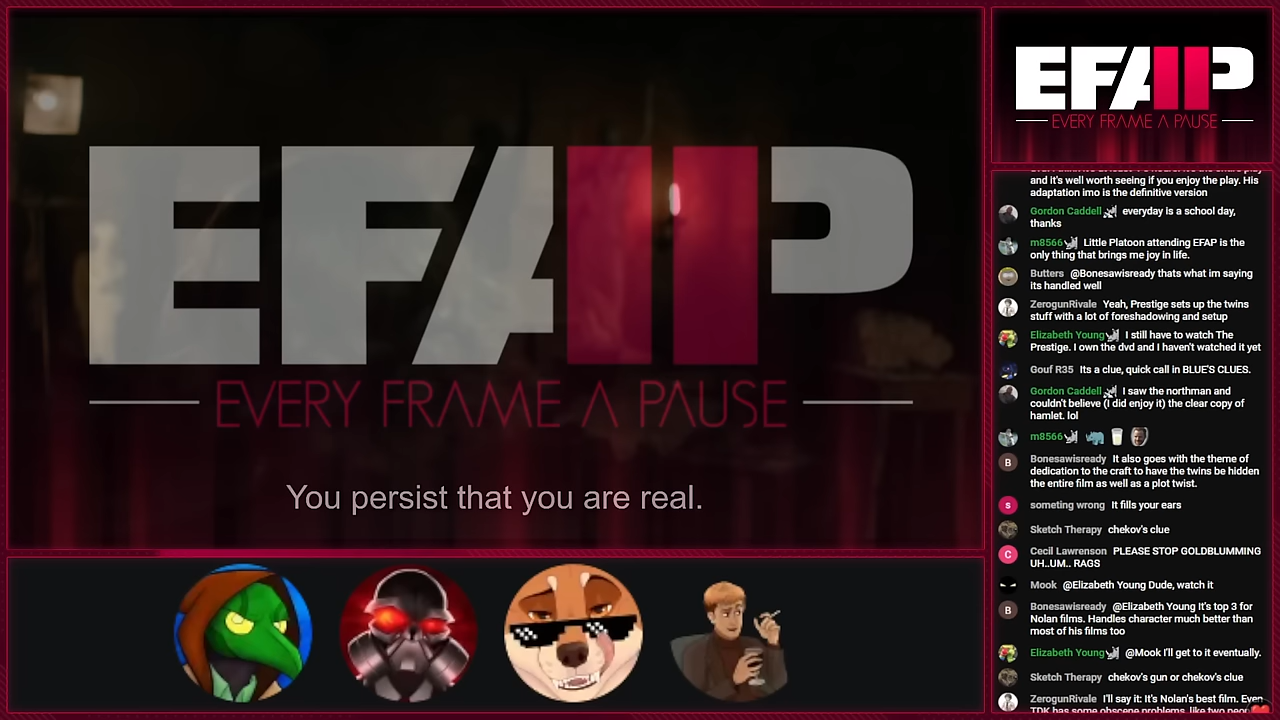 EFAP
EVERY FRAME A PAUSE
You persist that you are real.
EFAP
EVERY FRAME A PAUSE
and it's well worth seeing if you enjoy the play. His
adaptation imo is the definitive version
Gordon Caddell everyday is a school day,
thanks
m8566 Little Platoon attending EFAP is the
only thing that brings me joy in life.
Butters @Bonesawisready thats what im saying
its handled well
ZerogunRivale Yeah, Prestige sets up the twins
stuff with a lot of foreshadowing and setup
Elizabeth Young I still have to watch The
Prestige. I own the dvd and I haven't watched it yet
Gouf R35 Its a clue, quick call in BLUE'S CLUES.
Gordon Caddell I saw the northman and
couldn't believe (I did enjoy it) the clear copy of
hamlet. lol
m8566
B
Bonesawisready It also goes with the theme of
dedication to the craft to have the twins be hidden
the entire film as well as a plot twist.
s
someting wrong It fills your ears
Sketch Therapy chekov's clue
C
Cecil Lawrenson PLEASE STOP GOLDBLUMMING
UH..UM.. RAGS
Mook @Elizabeth Young Dude, watch it
B
Bonesawisready @Elizabeth Young It's top 3 for
Nolan films. Handles character much better than
most of his films too
Elizabeth Young @Mook I'll get to it eventually.
Sketch Therapy chekov's gun or chekov's clue
ZerogunRivale I'll say it: It's Nolan's best film. Even
TDK has some obscene problems, like two